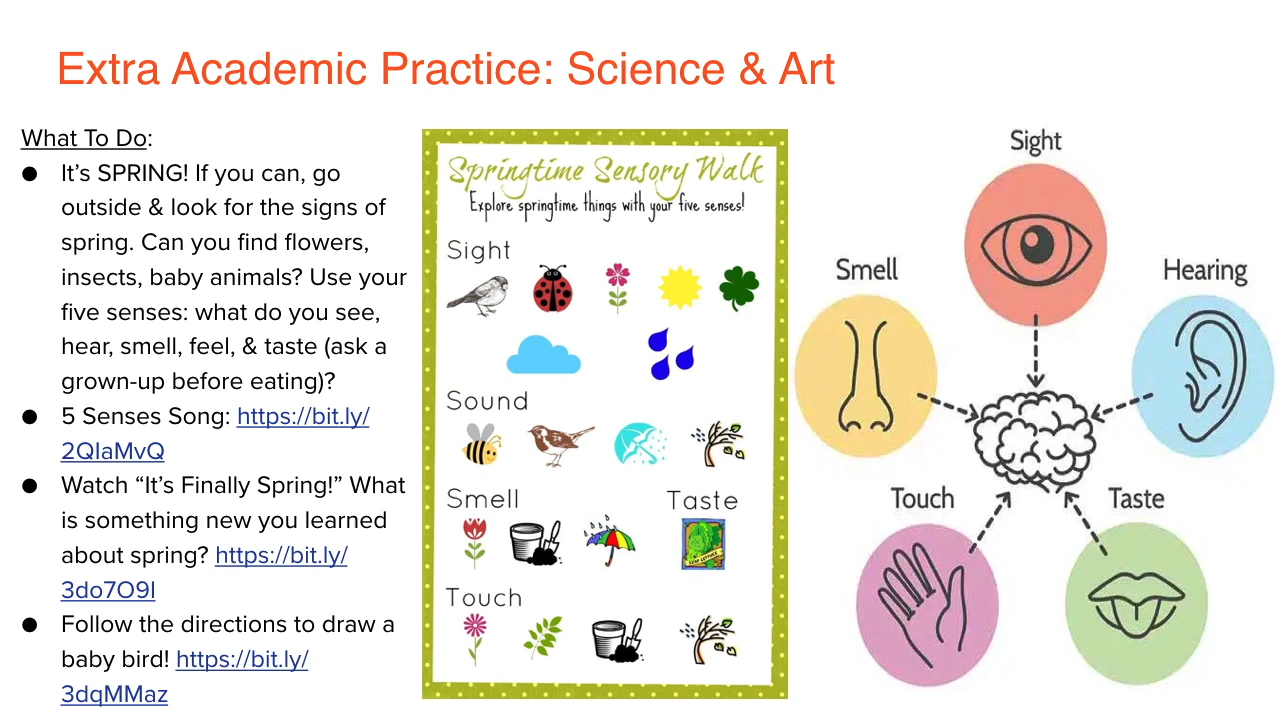 Extra Academic Practice: Science & Art
What To Do:
● It’s SPRING! If you can, go
outside & look for the signs of
spring. Can you find flowers,
insects, baby animals? Use your
five senses: what do you see,
hear, smell, feel, & taste (ask a
grown-up before eating)?
● 5 Senses Song: https://bit.ly/
2QIaMvQ
● Watch “It’s Finally Spring!” What
is something new you learned
about spring? https://bit.ly/
3do7O9I
● Follow the directions to draw a
baby bird! https://bit.ly/
3dqMMaz
Springtime Sensory Walk
Explore springtime things with your five senses!
Sight
Sound
Smell
Taste
LEAF LETTUCE
Touch
Sight
Smell
Hearing
Touch
Taste